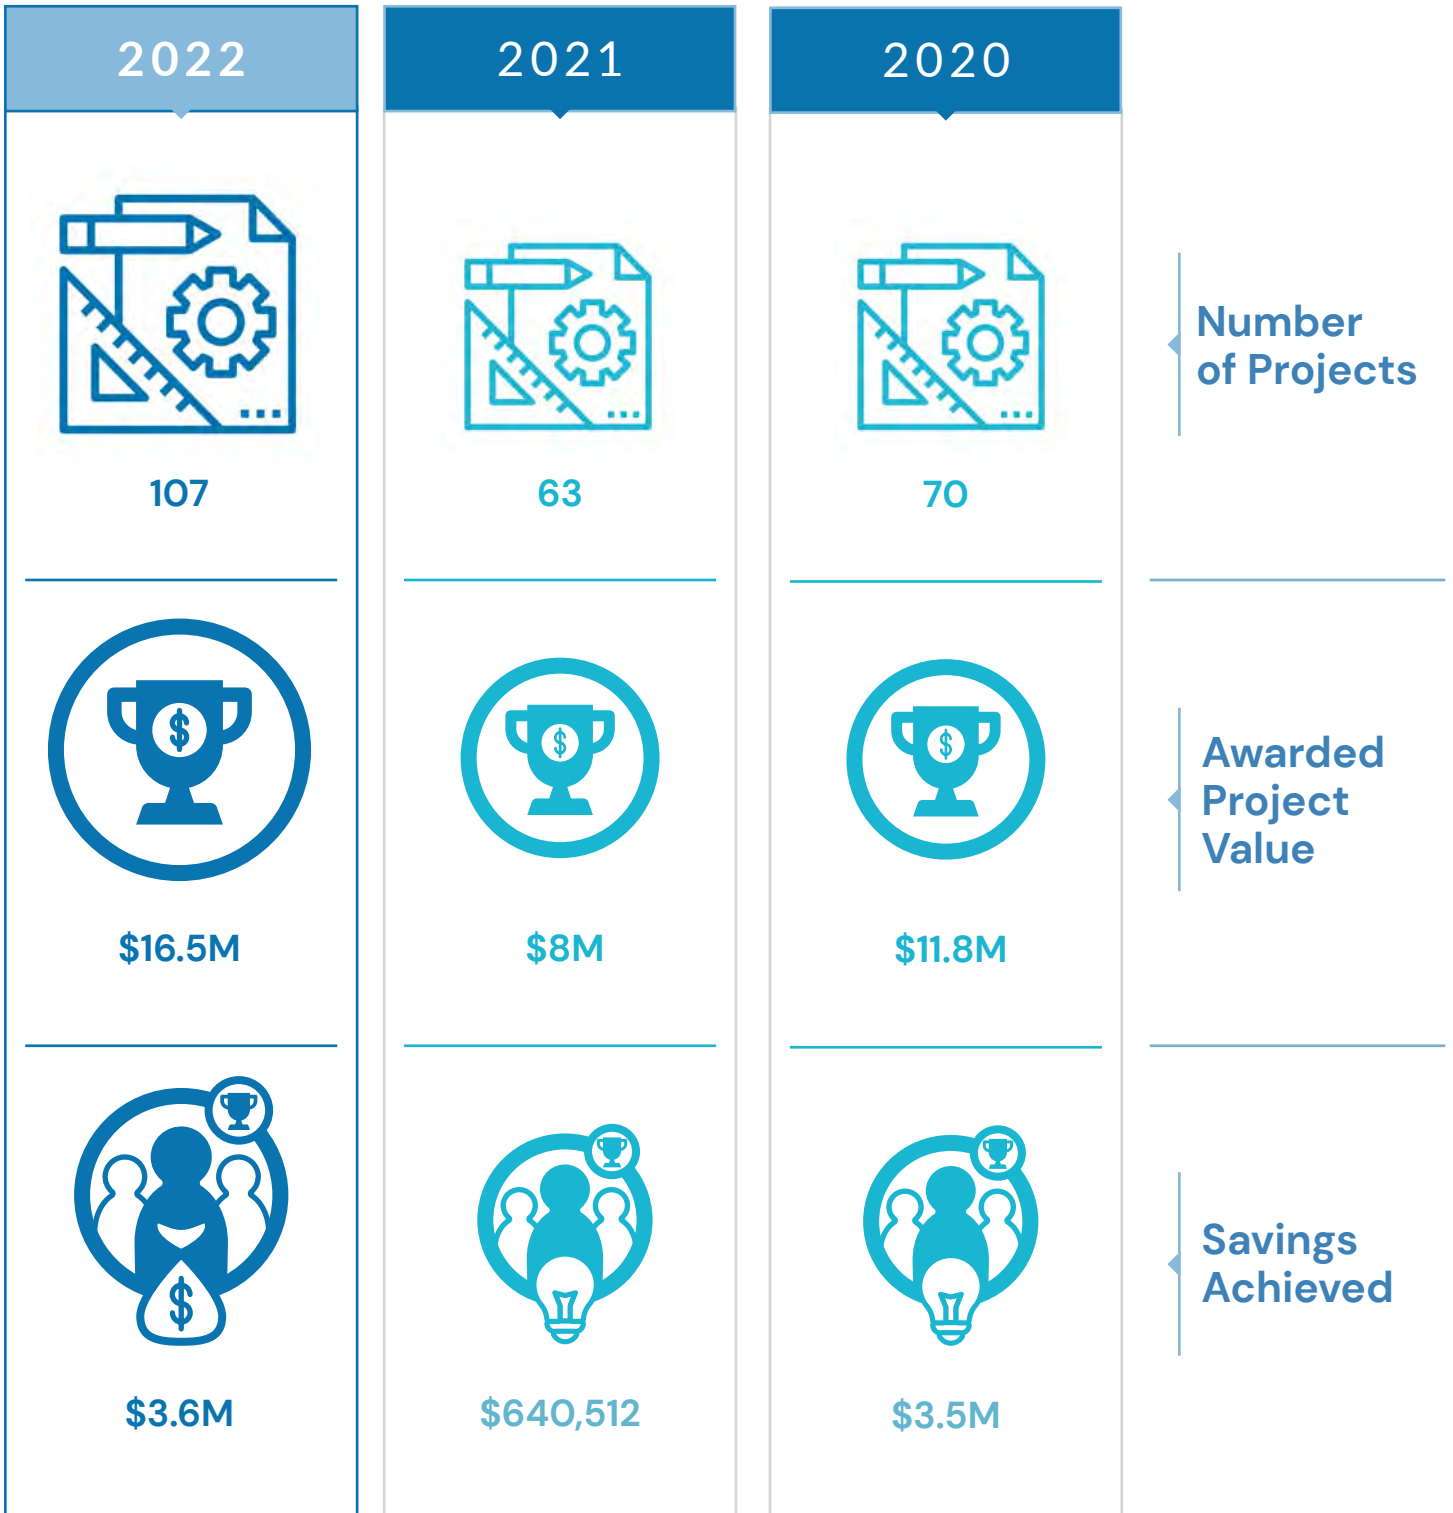 2022
2021
2020
107
63
70
Number
of Projects
$16.5M
$8M
$11.8M
Awarded
Project
Value
$3.6M
$640,512
$3.5M
Savings
Achieved